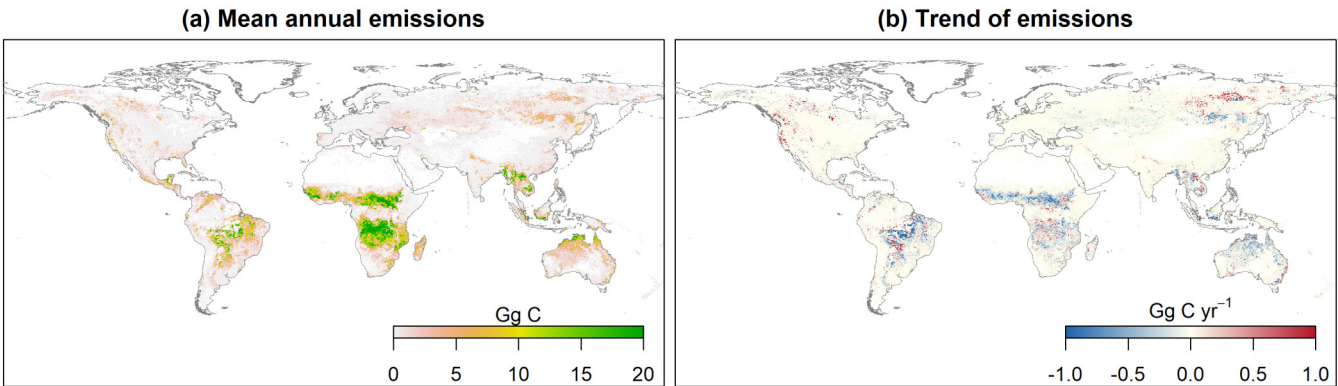 (a) Mean annual emissions
(b) Trend of emissions
Gg C
0 5 10 15 20
Gg C yr⁻¹
-1.0 -0.5 0.0 0.5 1.0